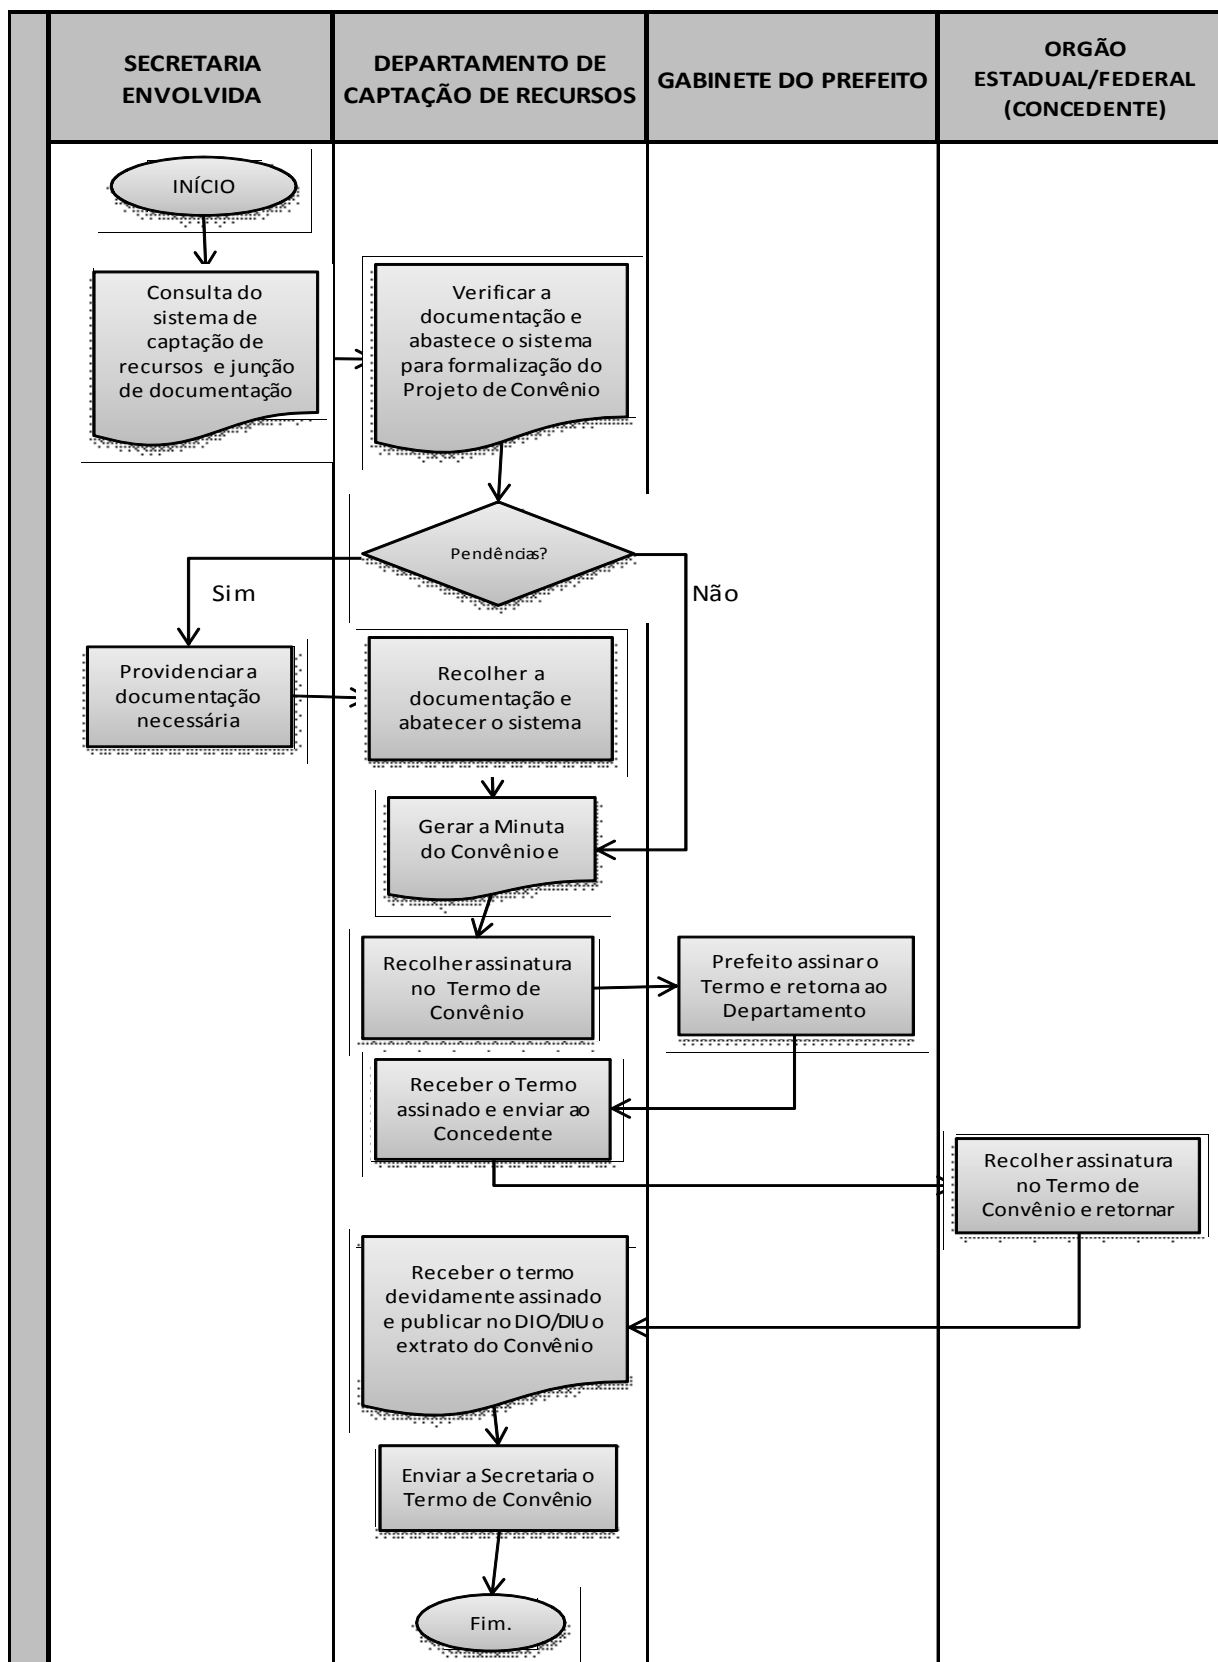 SECRETARIA
ENVOLVIDA
DEPARTAMENTO DE
CAPTAÇÃO DE RECURSOS
GABINETE DO PREFEITO
ORGÃO
ESTADUAL/FEDERAL
(CONCEDENTE)
INÍCIO
Consulta do
sistema de
captação de
recursos e junção
de documentação
Verificar a
documentação e
abastece o sistema
para formalização do
Projeto de Convênio
Pendências?
Sim
Não
Providenciar a
documentação
necessária
Recolher a
documentação e
abatecer o sistema
Gerar a Minuta
do Convênio e
Recolher assinatura
no Termo de
Convênio
Prefeito assinar o
Termo e retorna ao
Departamento
Receber o Termo
assinado e enviar ao
Concedente
Recolher assinatura
no Termo de
Convênio e retornar
Receber o termo
devidamente assinado
e publicar no DIO/DIU o
extrato do Convênio
Enviar a Secretaria o
Termo de Convênio
Fim.